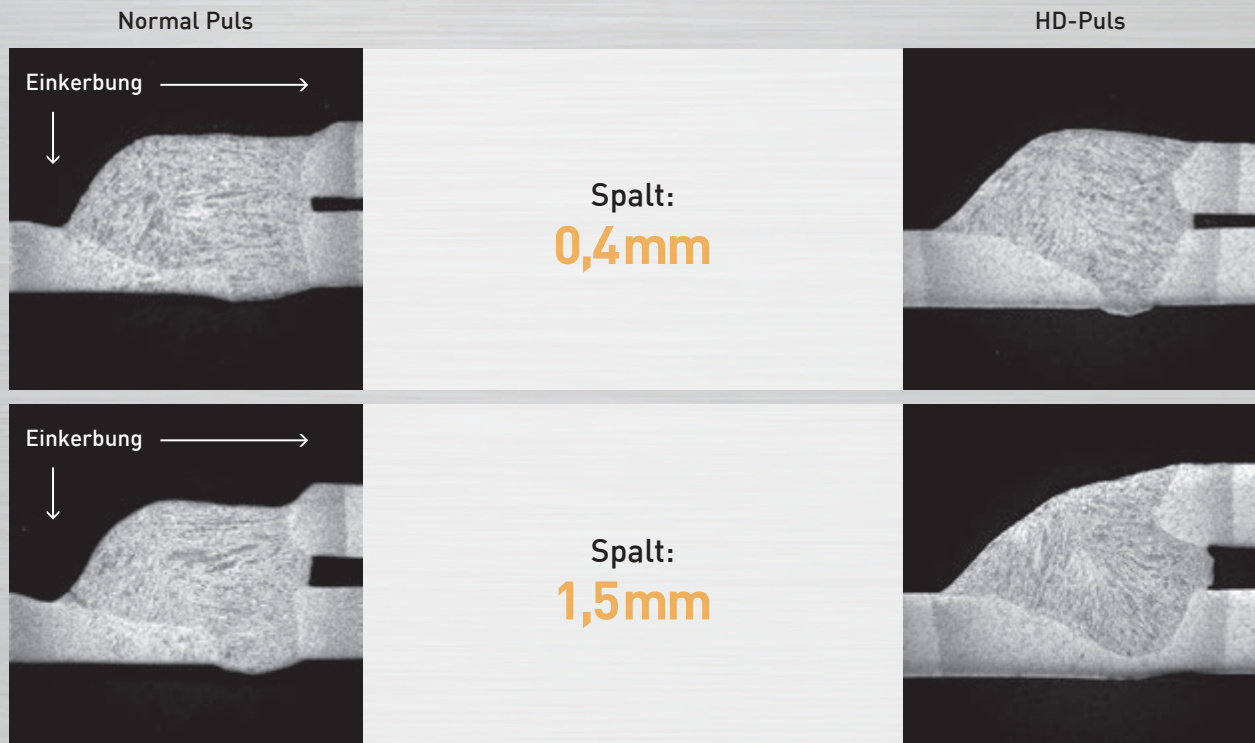 Normal Puls
HD-Puls
Einkerbung
Spalt:
0,4mm
Einkerbung
Spalt:
1,5mm